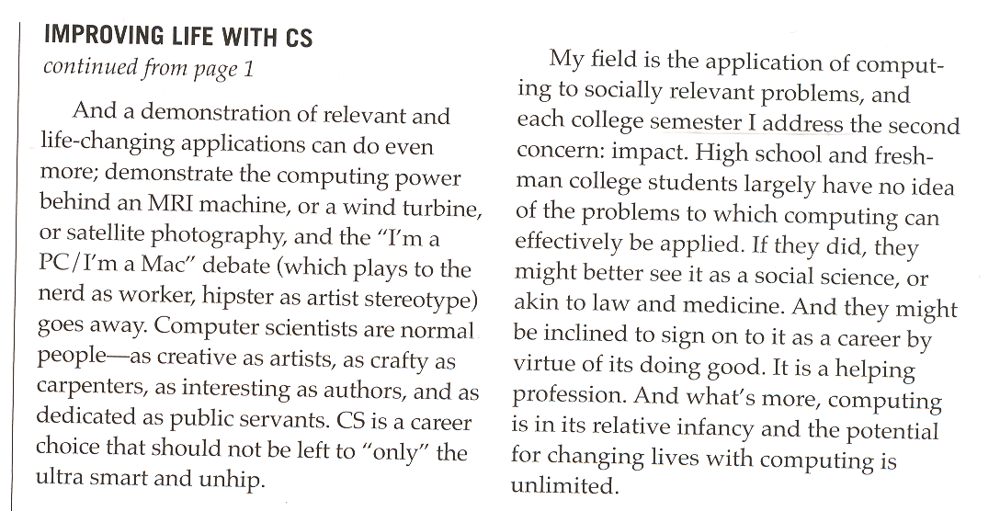 IMPROVING LIFE WITH CS
continued from page 1
And a demonstration of relevant and
life-changing applications can do even
more; demonstrate the computing power
behind an MRI machine, or a wind turbine,
or satellite photography, and the “I’m a
PC/I’m a Mac” debate (which plays to the
nerd as worker, hipster as artist stereotype)
goes away. Computer scientists are normal
people—as creative as artists, as crafty as
carpenters, as interesting as authors, and as
dedicated as public servants. CS is a career
choice that should not be left to “only” the
ultra smart and unhip.
My field is the application of comput-
ing to socially relevant problems, and
each college semester I address the second
concern: impact. High school and fresh-
man college students largely have no idea
of the problems to which computing can
effectively be applied. If they did, they
might better see it as a social science, or
akin to law and medicine. And they might
be inclined to sign on to it as a career by
virtue of its doing good. It is a helping
profession. And what’s more, computing
is in its relative infancy and the potential
for changing lives with computing is
unlimited.